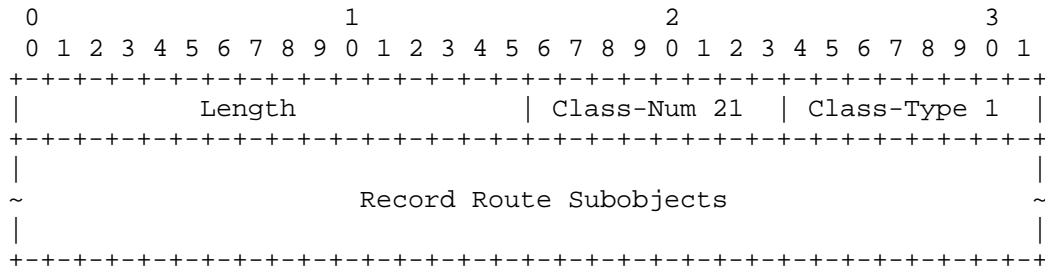 0                   1                   2                   3
 0 1 2 3 4 5 6 7 8 9 0 1 2 3 4 5 6 7 8 9 0 1 2 3 4 5 6 7 8 9 0 1
+-+-+-+-+-+-+-+-+-+-+-+-+-+-+-+-+-+-+-+-+-+-+-+-+-+-+-+-+-+-+-+-+
|           Length              | Class-Num 21  | Class-Type 1  |
+-+-+-+-+-+-+-+-+-+-+-+-+-+-+-+-+-+-+-+-+-+-+-+-+-+-+-+-+-+-+-+-+
|                                                               |
~                     Record Route Subobjects                   ~
|                                                               |
+-+-+-+-+-+-+-+-+-+-+-+-+-+-+-+-+-+-+-+-+-+-+-+-+-+-+-+-+-+-+-+-+